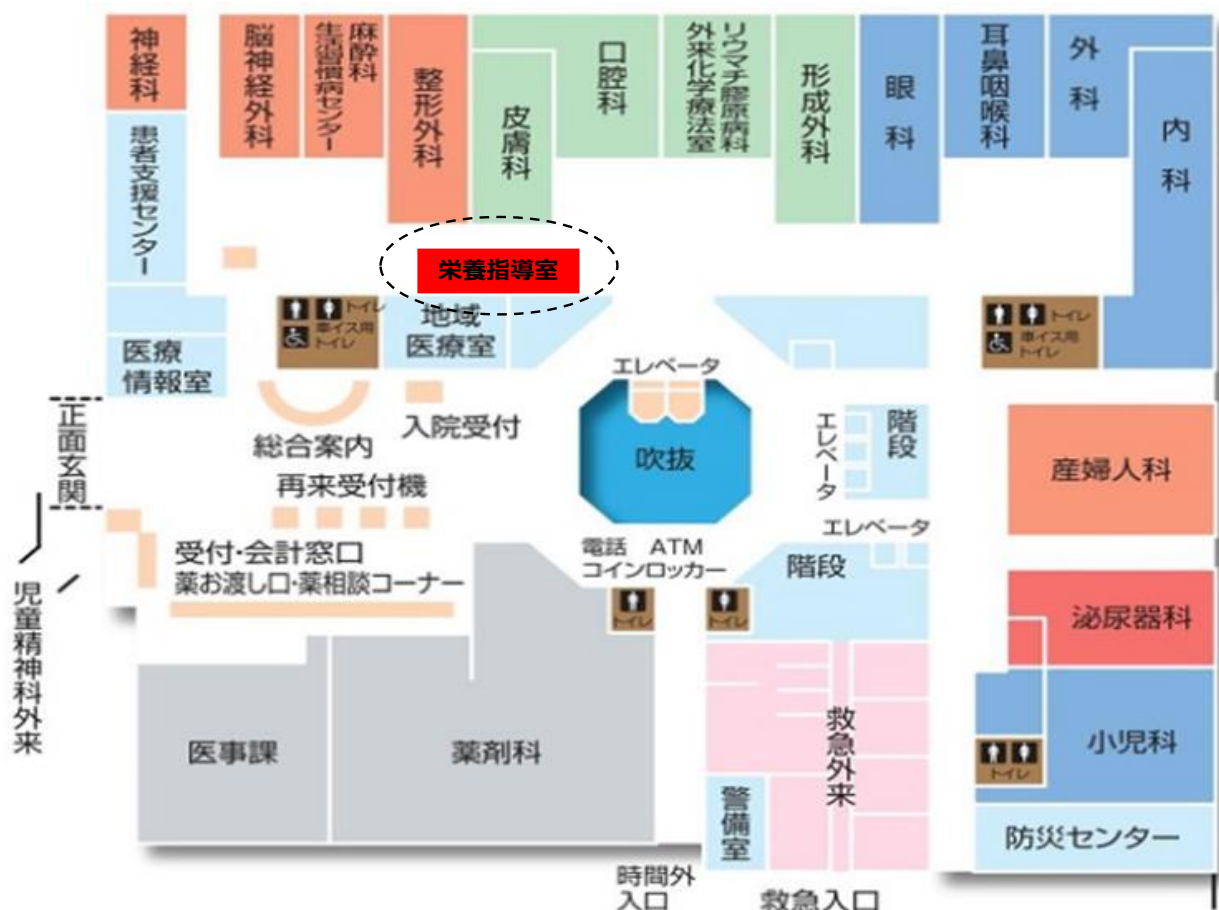 神経科
脳神経外科
麻酔科
生活習慣病センター
整形外科
皮膚科
口腔科
リウマチ膠原病科
外来化学療法室
形成外科
眼科
耳鼻咽喉科
外科
内科
患者支援センター
栄養指導室
トイレ
車イス用
トイレ
地域
医療室
トイレ
車イス用
トイレ
医療
情報室
エレベータ
正面玄関
総合案内
入院受付
吹抜
エレベータ
階段
産婦人科
再来受付機
エレベータ
受付・会計窓口
薬お渡し口・薬相談コーナー
電話 ATM
コインロッカー
階段
児童精神科外来
トイレ
トイレ
泌尿器科
医事課
薬剤科
救急外来
小児科
トイレ
警備室
防災センター
時間外
入口
救急入口